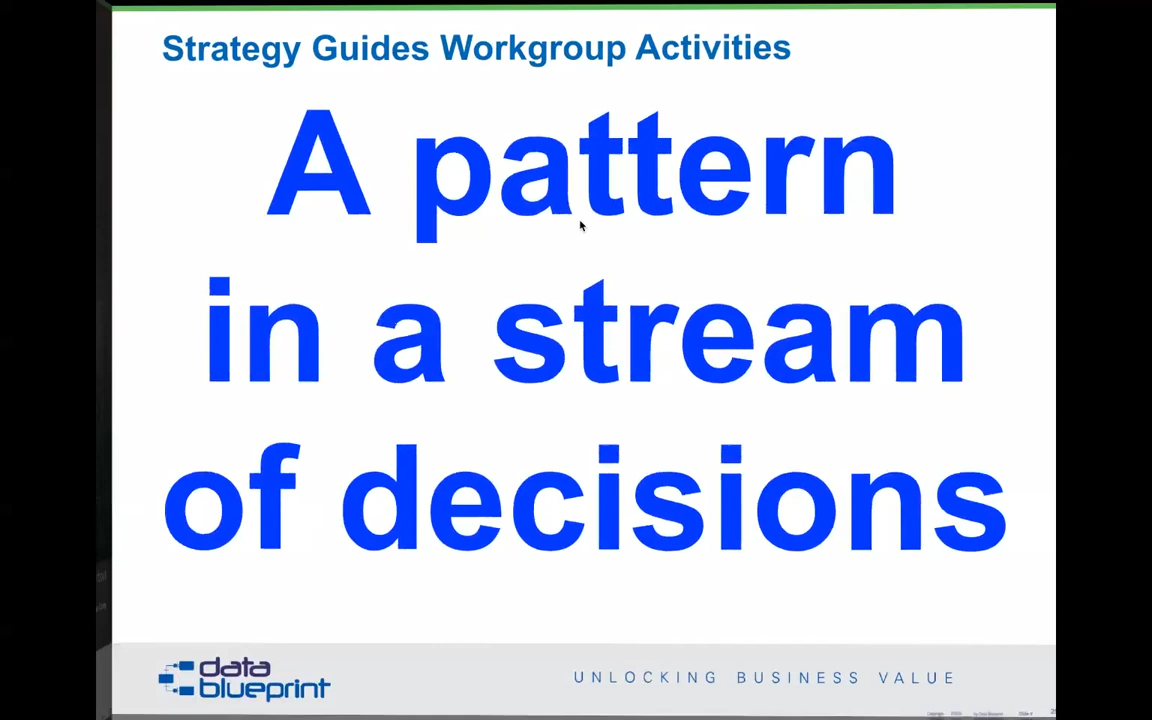 Strategy Guides Workgroup Activities
A pattern
in a stream
of decisions
data
blueprint
UNLOCKING BUSINESS VALUE